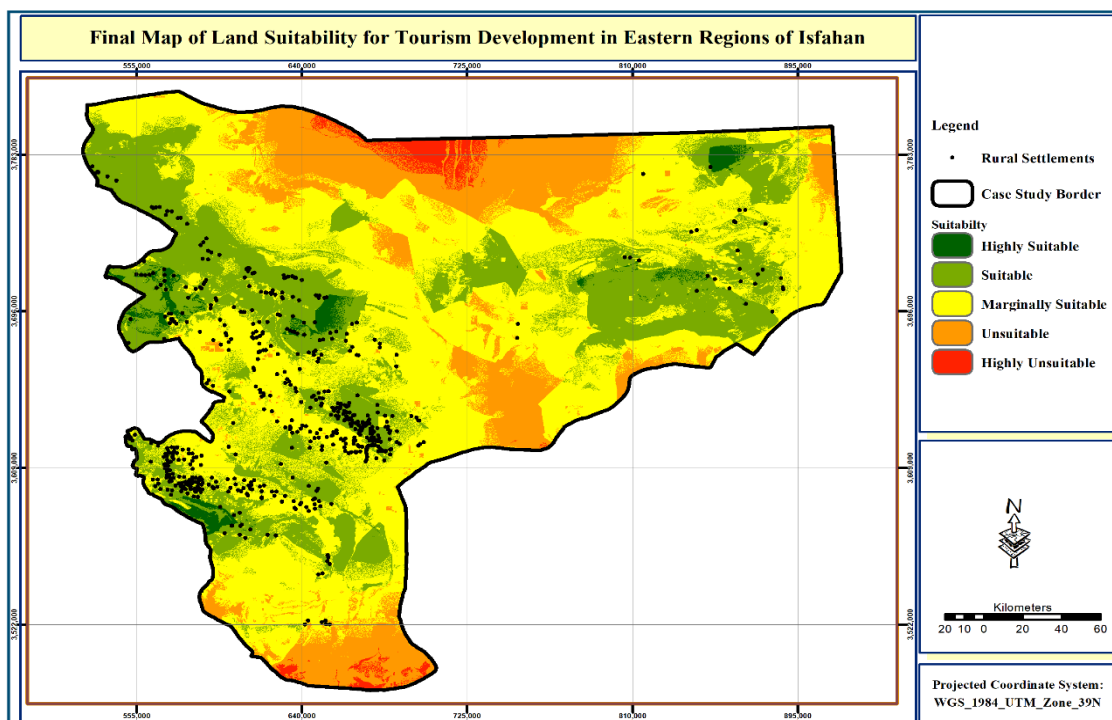 Final Map of Land Suitability for Tourism Development in Eastern Regions of Isfahan
555,000 640,000 725,000 810,000 895,000
3,783,000 3,783,000
3,696,000 3,696,000
3,609,000 3,609,000
3,522,000 3,522,000
555,000 640,000 725,000 810,000 895,000
Legend
Rural Settlements
Case Study Border
Suitabilty
Highly Suitable
Suitable
Marginally Suitable
Unsuitable
Highly Unsuitable
N
Kilometers
20 10 0 20 40 60
Projected Coordinate System:
WGS_1984_UTM_Zone_39N